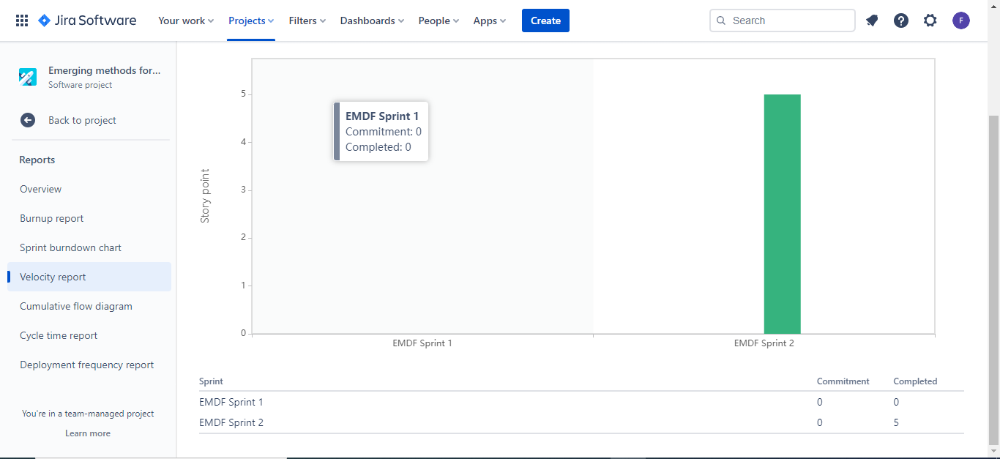 Jira Software Your work Projects Filters Dashboards People Apps Create Search F
Emerging methods for...
Software project
Back to project
Reports
Overview
Burnup report
Sprint burndown chart
Velocity report
Cumulative flow diagram
Cycle time report
Deployment frequency report
You're in a team-managed project
Learn more
Story point
5
4
3
2
1
0
EMDF Sprint 1
Commitment: 0
Completed: 0
EMDF Sprint 1 EMDF Sprint 2
Sprint Commitment Completed
EMDF Sprint 1 0 0
EMDF Sprint 2 0 5